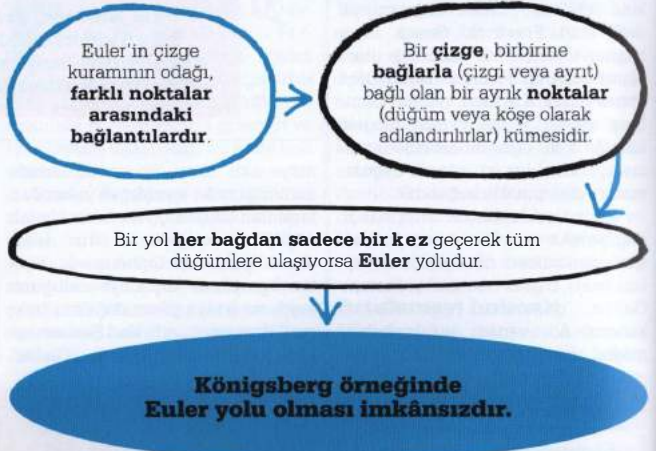 Euler'in çizge
kuramının odağı,
farklı noktalar
arasındaki
bağlantılardır.
Bir çizge, birbirine
bağlarla (çizgi veya ayrıt)
bağlı olan bir ayrık noktalar
(düğüm veya köşe olarak
adlandırılırlar) kümesidir.
Bir yol her bağdan sadece bir kez geçerek tüm
düğümlere ulaşıyorsa Euler yoludur.
Königsberg örneğinde
Euler yolu olması imkânsızdır.